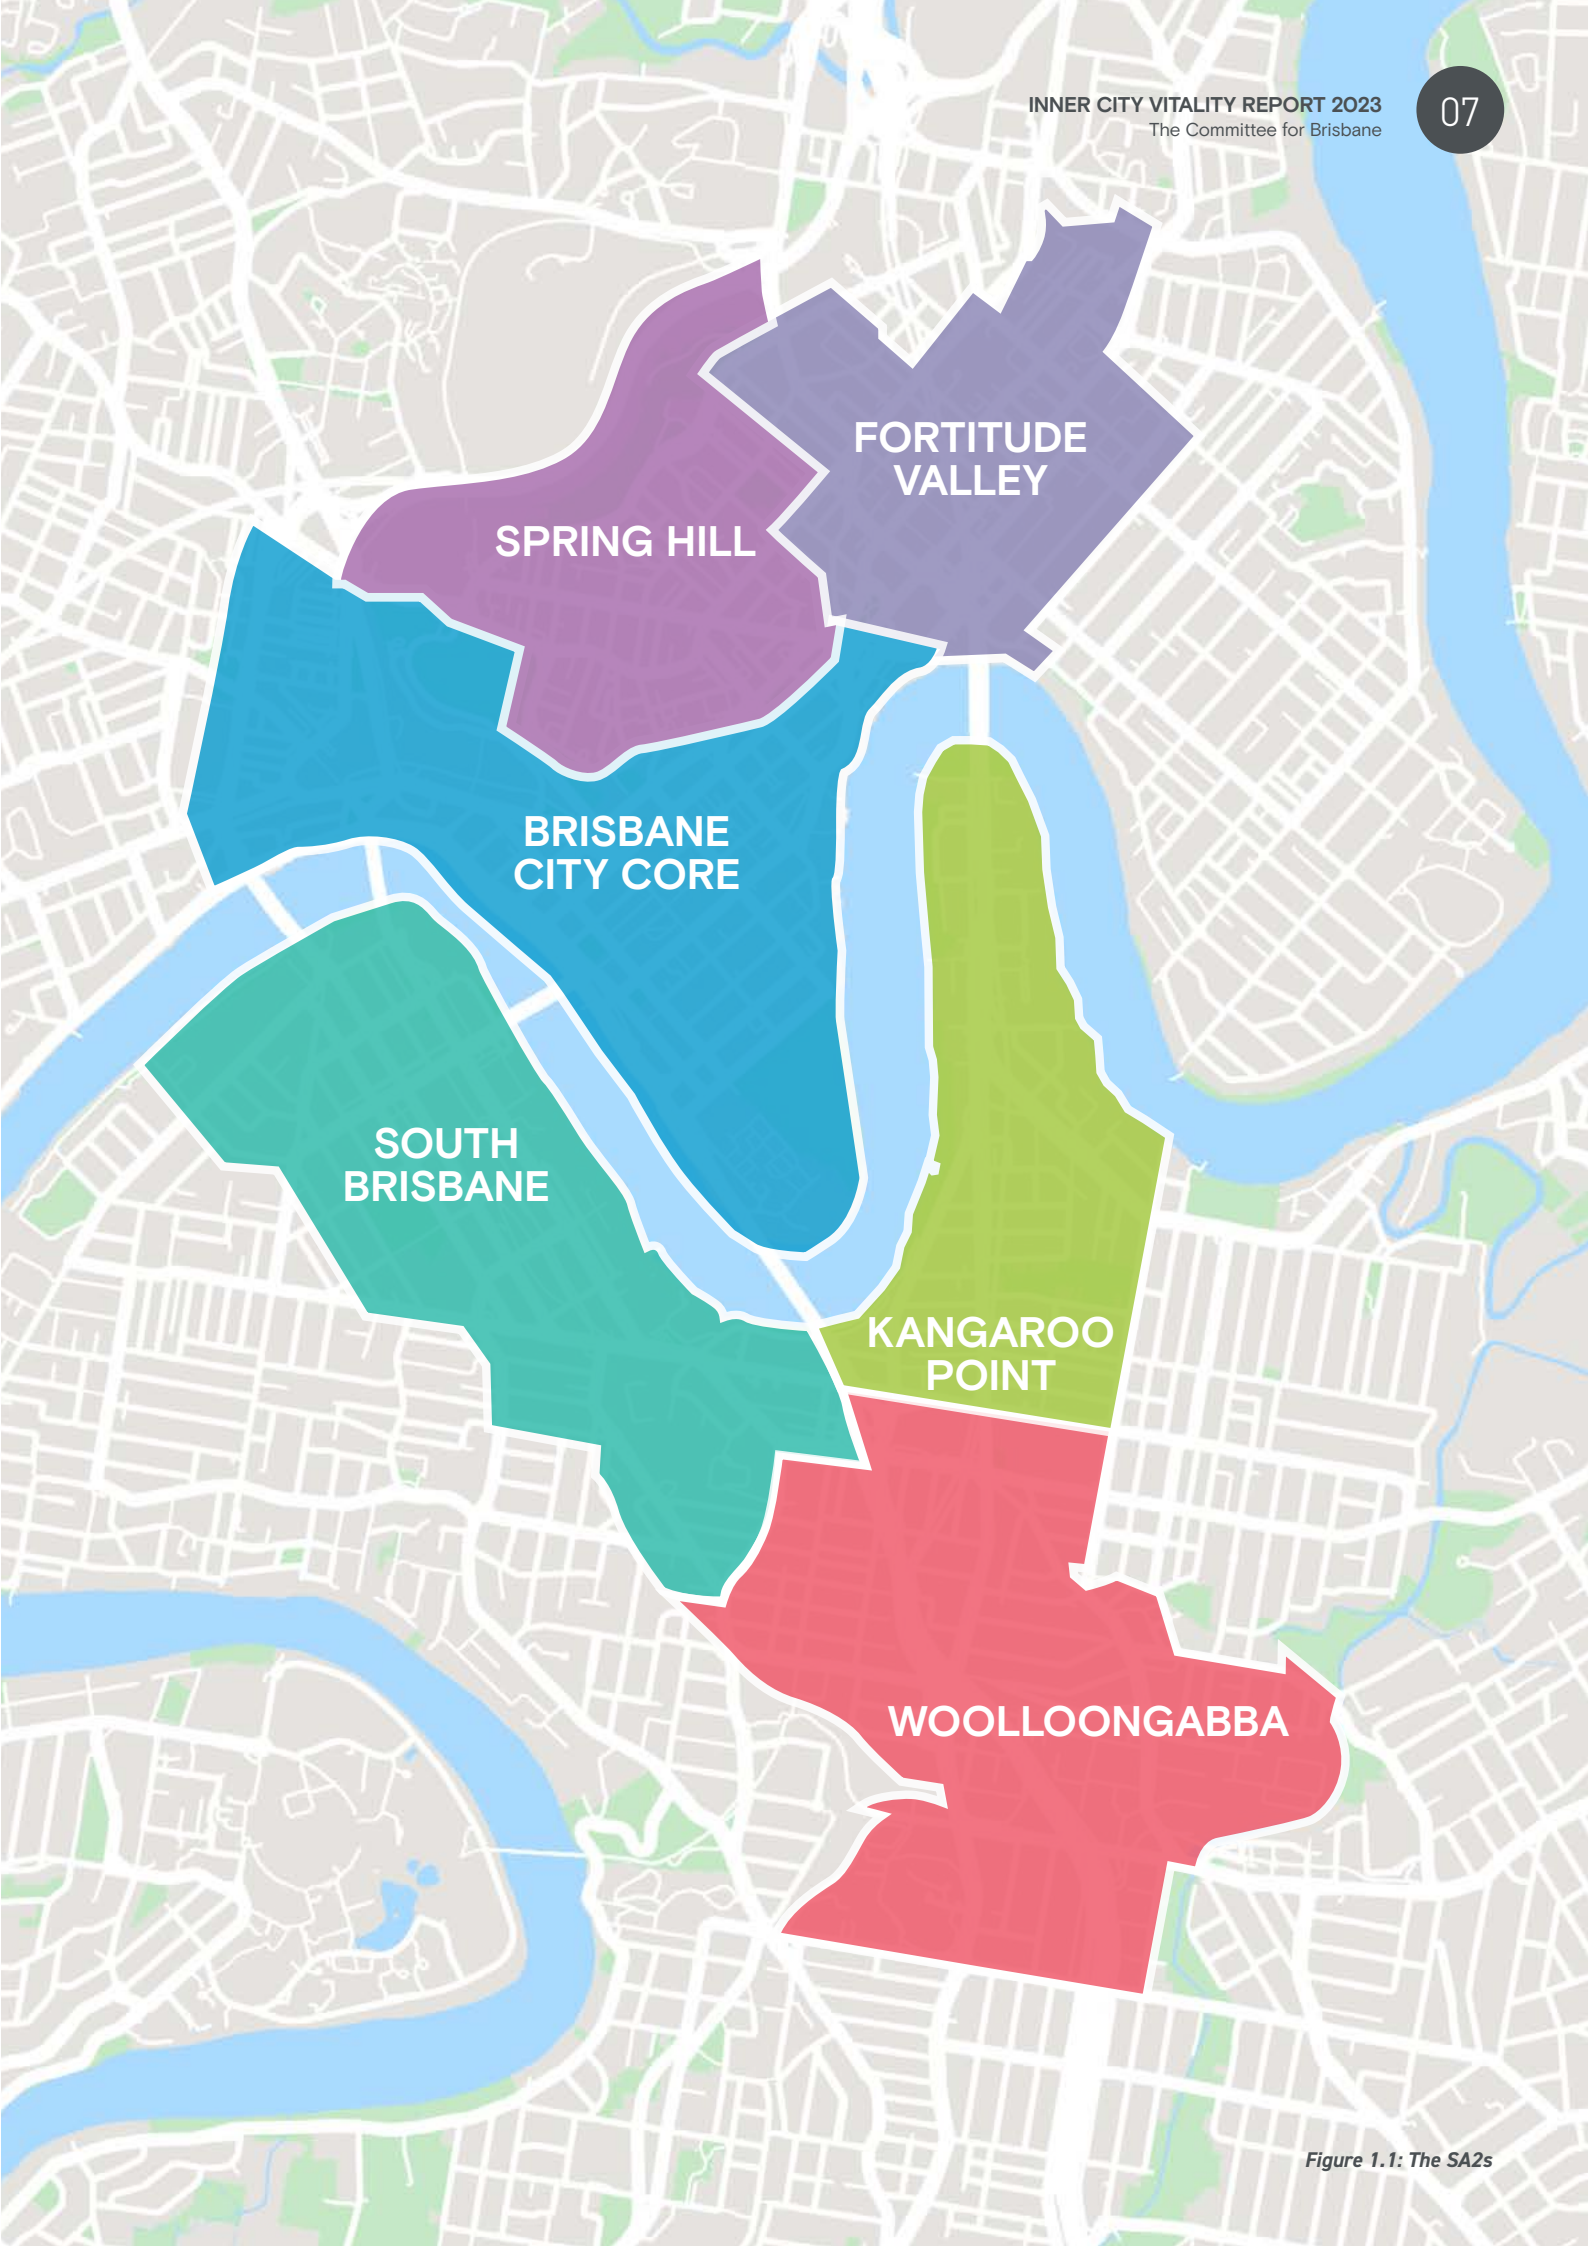 INNER CITY VITALITY REPORT 2023
The Committee for Brisbane
07
FORTITUDE
VALLEY
SPRING HILL
BRISBANE
CITY CORE
SOUTH
BRISBANE
KANGAROO
POINT
WOOLLOONGABBA
Figure 1.1: The SA2s